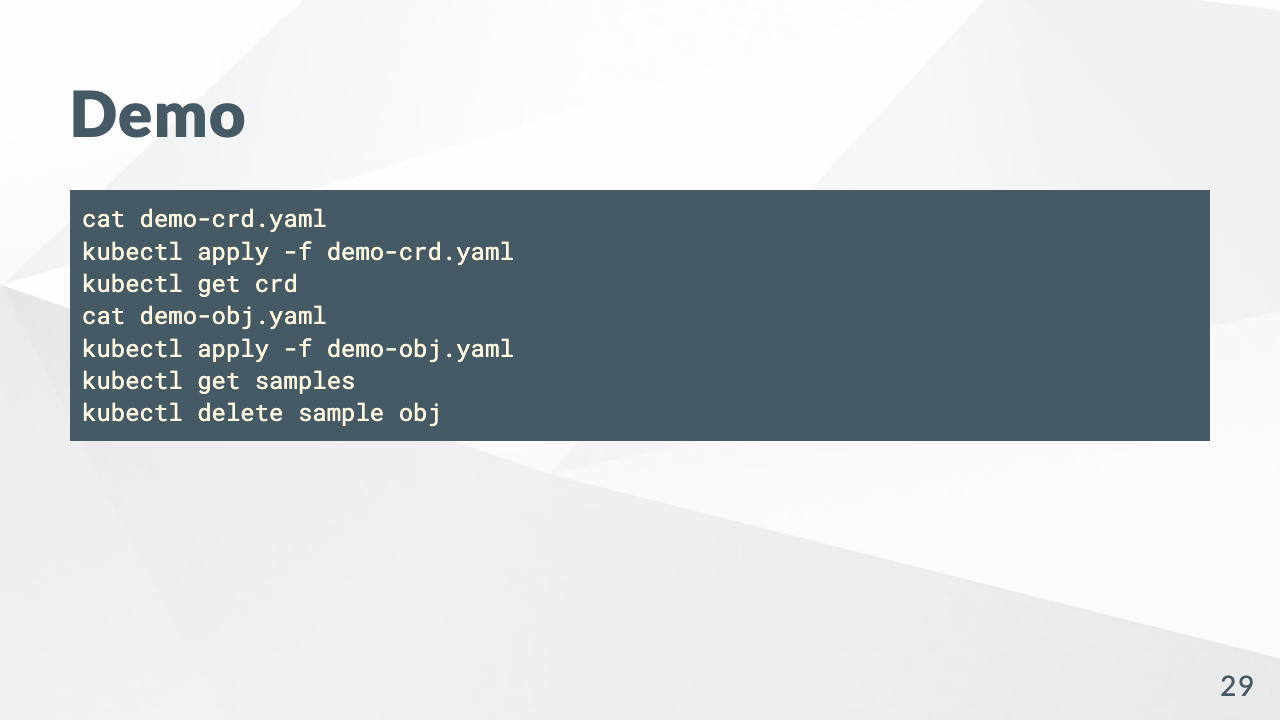 Demo
cat demo-crd.yaml
kubectl apply -f demo-crd.yaml
kubectl get crd
cat demo-obj.yaml
kubectl apply -f demo-obj.yaml
kubectl get samples
kubectl delete sample obj
29